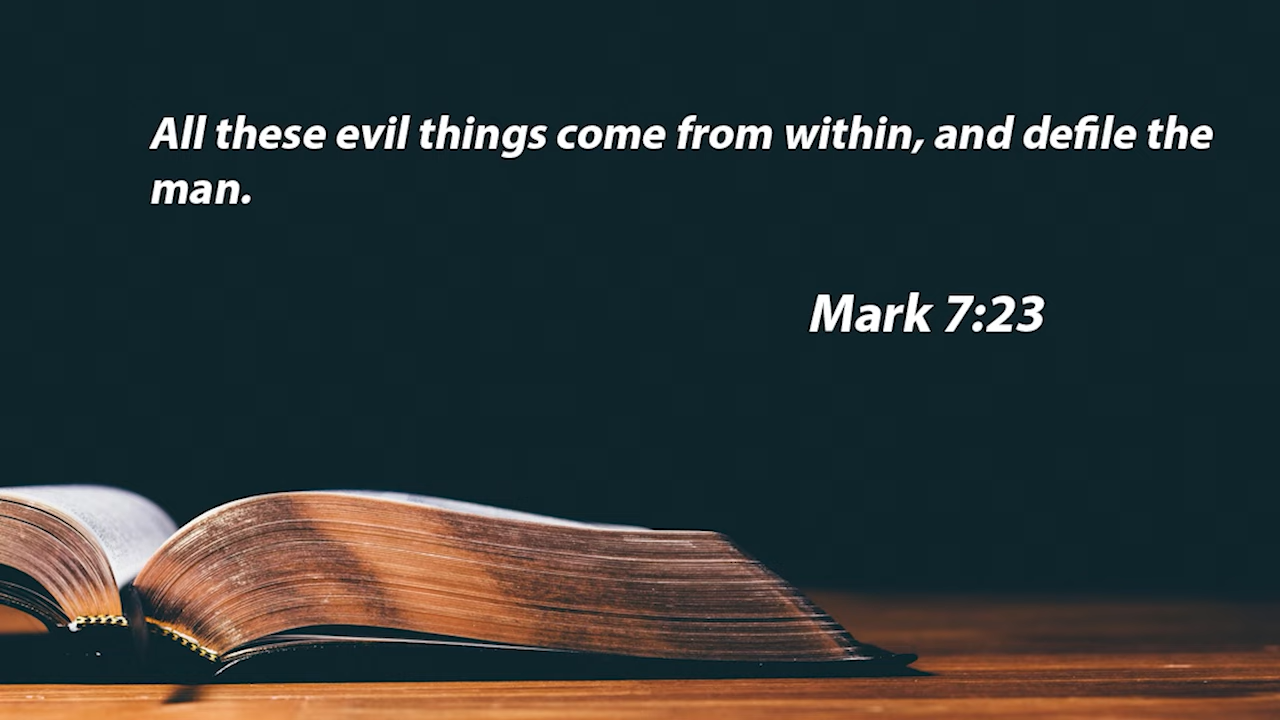 All these evil things come from within, and defile the
man.
Mark 7:23